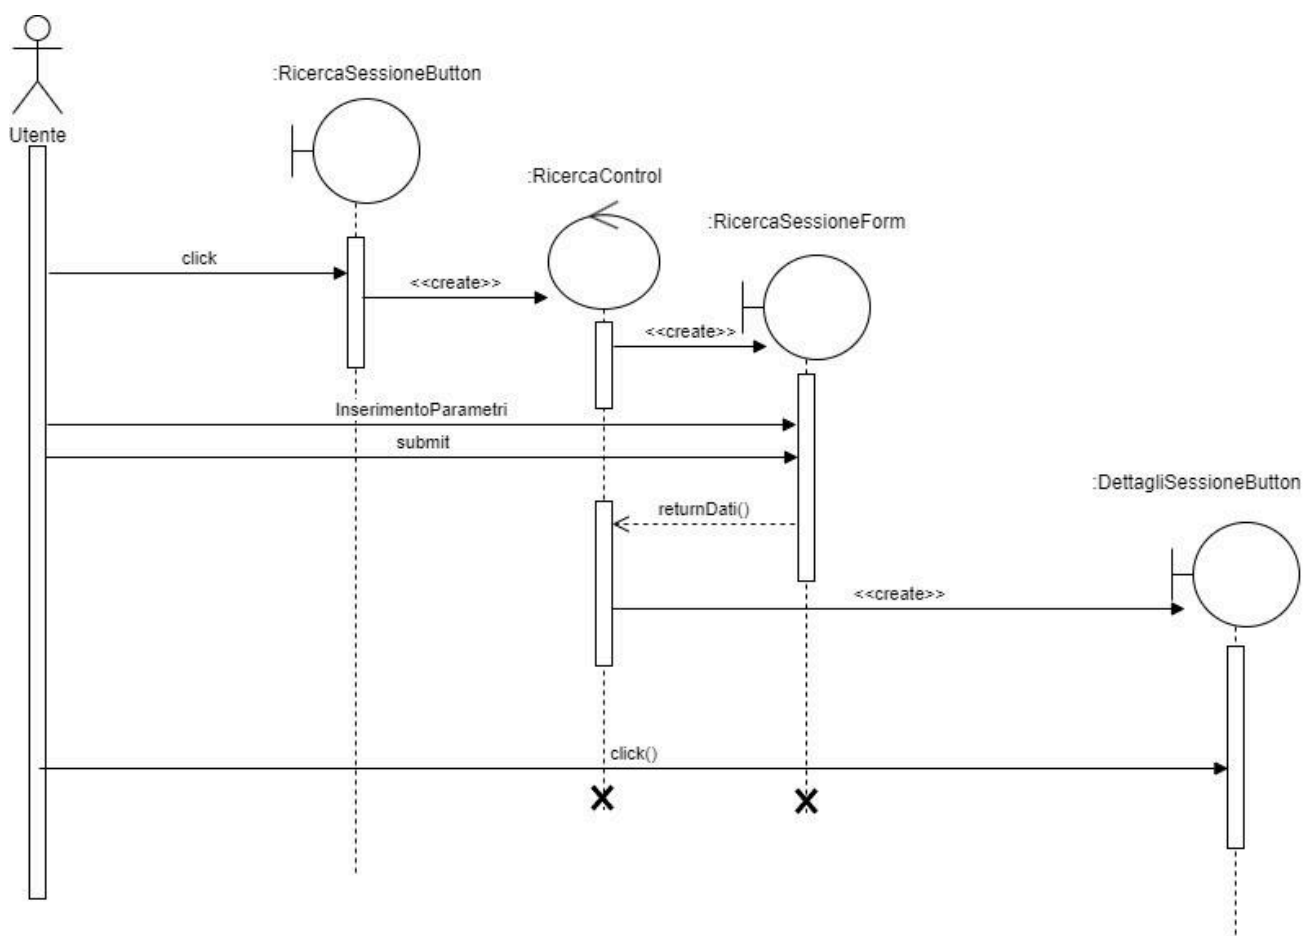 :RicercaSessioneButton
Utente
:RicercaControl
:RicercaSessioneForm
click
<<create>>
<<create>>
InserimentoParametri
submit
:DettagliSessioneButton
returnDati()
<<create>>
click()